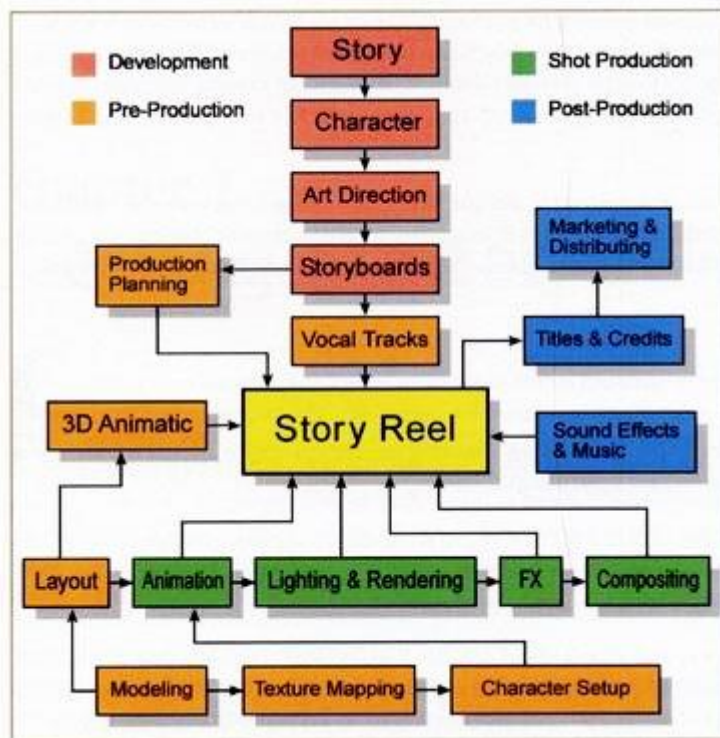 Development
Pre-Production
Story
Shot Production
Post-Production
Character
Art Direction
Storyboards
Production
Planning
Vocal Tracks
Marketing &
Distributing
Titles & Credits
3D Animatic
Story Reel
Sound Effects
& Music
Layout
Animation
Lighting & Rendering
FX
Compositing
Modeling
Texture Mapping
Character Setup